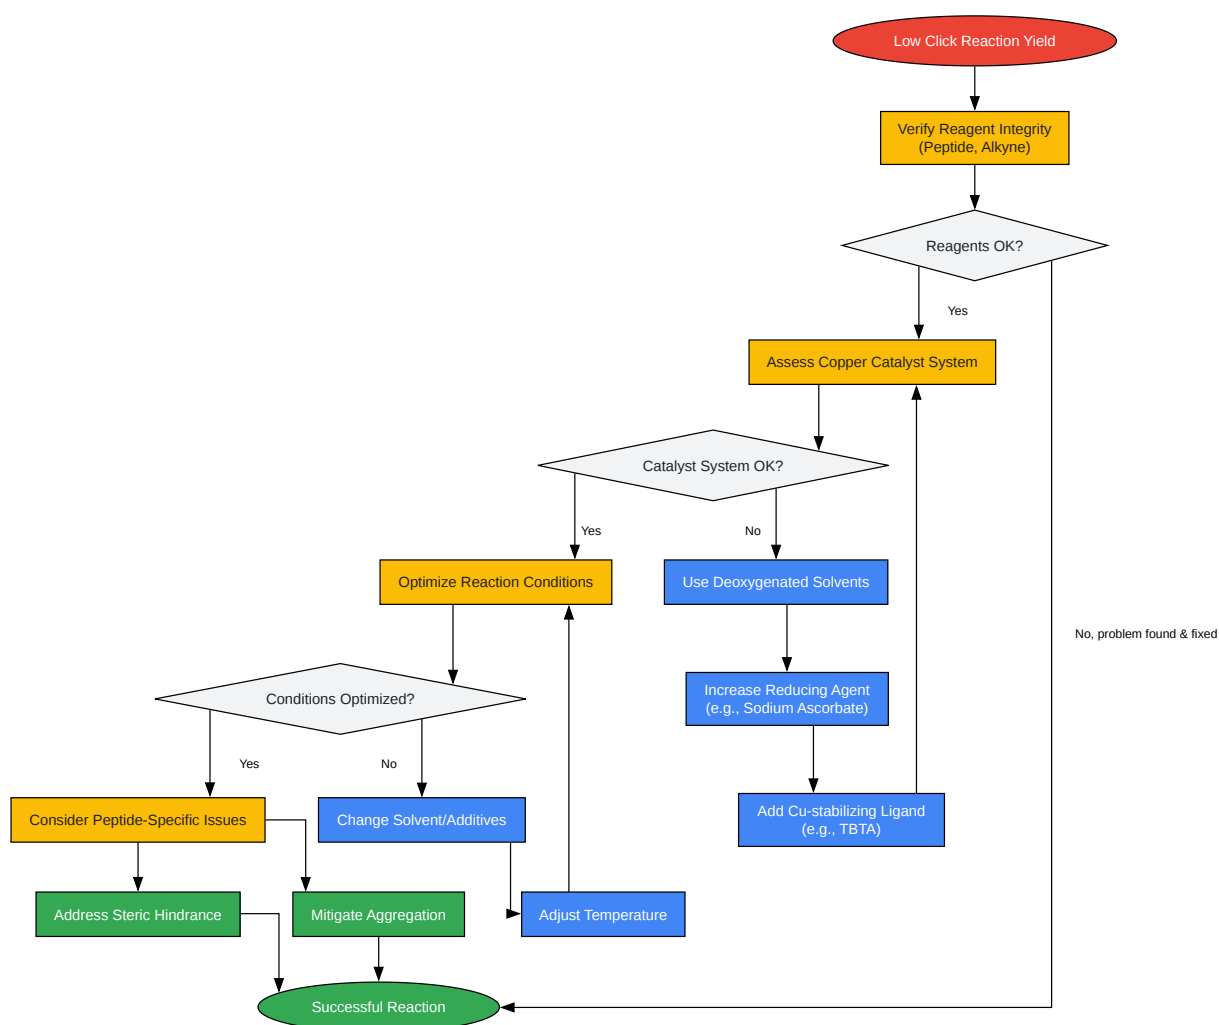 Low Click Reaction Yield
Verify Reagent Integrity
(Peptide, Alkyne)
Reagents OK?
Yes
Assess Copper Catalyst System
Catalyst System OK?
Yes
No
Optimize Reaction Conditions
Use Deoxygenated Solvents
No, problem found & fixed
Increase Reducing Agent
(e.g., Sodium Ascorbate)
Conditions Optimized?
Yes
No
Consider Peptide-Specific Issues
Change Solvent/Additives
Add Cu-stabilizing Ligand
(e.g., TBTA)
Address Steric Hindrance
Mitigate Aggregation
Adjust Temperature
Successful Reaction